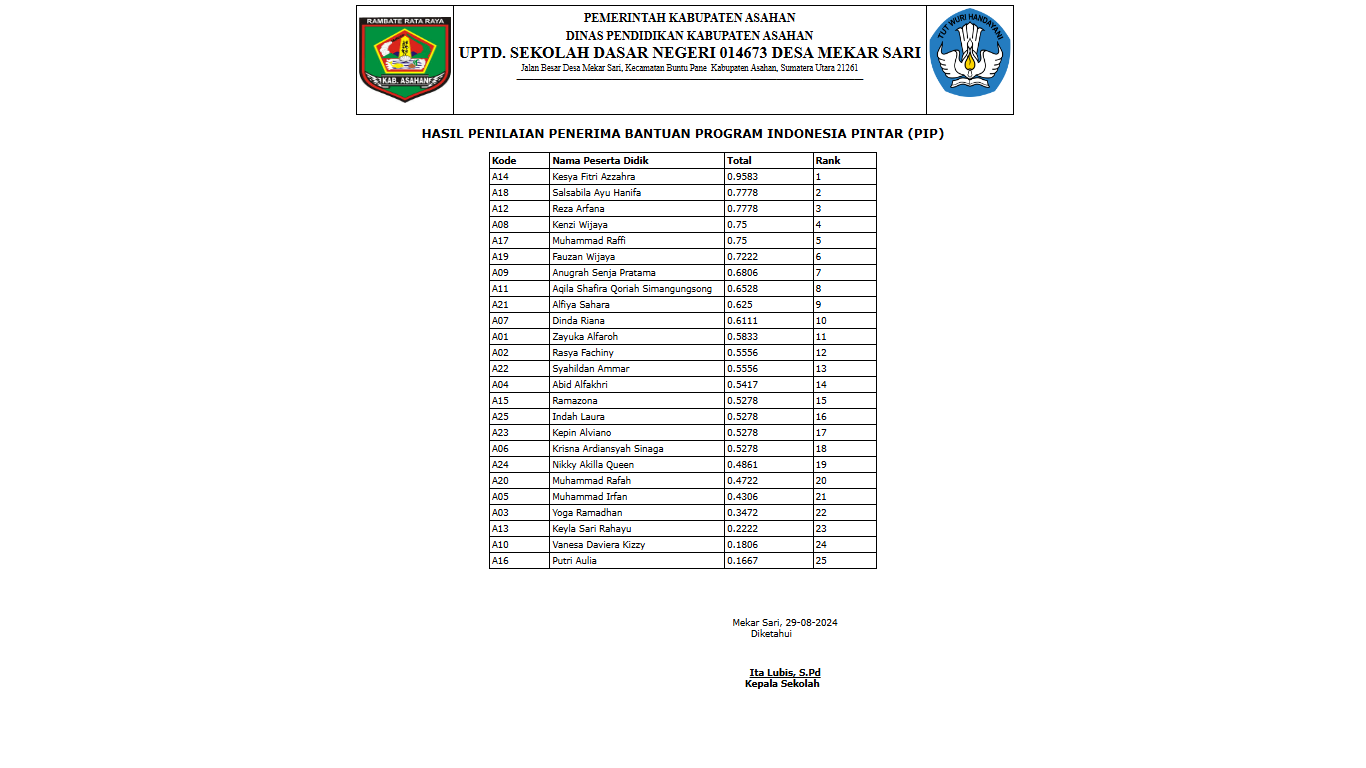 RAMBATE RATA RAYA
KAB. ASAHAN
PEMERINTAH KABUPATEN ASAHAN
DINAS PENDIDIKAN KABUPATEN ASAHAN
UPTD. SEKOLAH DASAR NEGERI 014673 DESA MEKAR SARI
Jalan Besar Desa Mekar Sari, Kecamatan Buntu Pane Kabupaten Asahan, Sumatera Utara 21261
TUT WURI HANDAYANI
HASIL PENILAIAN PENERIMA BANTUAN PROGRAM INDONESIA PINTAR (PIP)
Kode Nama Peserta Didik Total Rank
A14 Kesya Fitri Azzahra 0.9583 1
A18 Salsabila Ayu Hanifa 0.7778 2
A12 Reza Arfana 0.7778 3
A08 Kenzi Wijaya 0.75 4
A17 Muhammad Raffi 0.75 5
A19 Fauzan Wijaya 0.7222 6
A09 Anugrah Senja Pratama 0.6806 7
A11 Aqila Shafira Qoriah Simangungsong 0.6528 8
A21 Alfiya Sahara 0.625 9
A07 Dinda Riana 0.6111 10
A01 Zayuka Alfaroh 0.5833 11
A02 Rasya Fachiny 0.5556 12
A22 Syahildan Ammar 0.5556 13
A04 Abid Alfakhri 0.5417 14
A15 Ramazona 0.5278 15
A25 Indah Laura 0.5278 16
A23 Kepin Alviano 0.5278 17
A06 Krisna Ardiansyah Sinaga 0.5278 18
A24 Nikky Akilla Queen 0.4861 19
A20 Muhammad Rafah 0.4722 20
A05 Muhammad Irfan 0.4306 21
A03 Yoga Ramadhan 0.3472 22
A13 Keyla Sari Rahayu 0.2222 23
A10 Vanesa Daviera Kizzy 0.1806 24
A16 Putri Aulia 0.1667 25
Mekar Sari, 29-08-2024
Diketahui
Ita Lubis, S.Pd
Kepala Sekolah